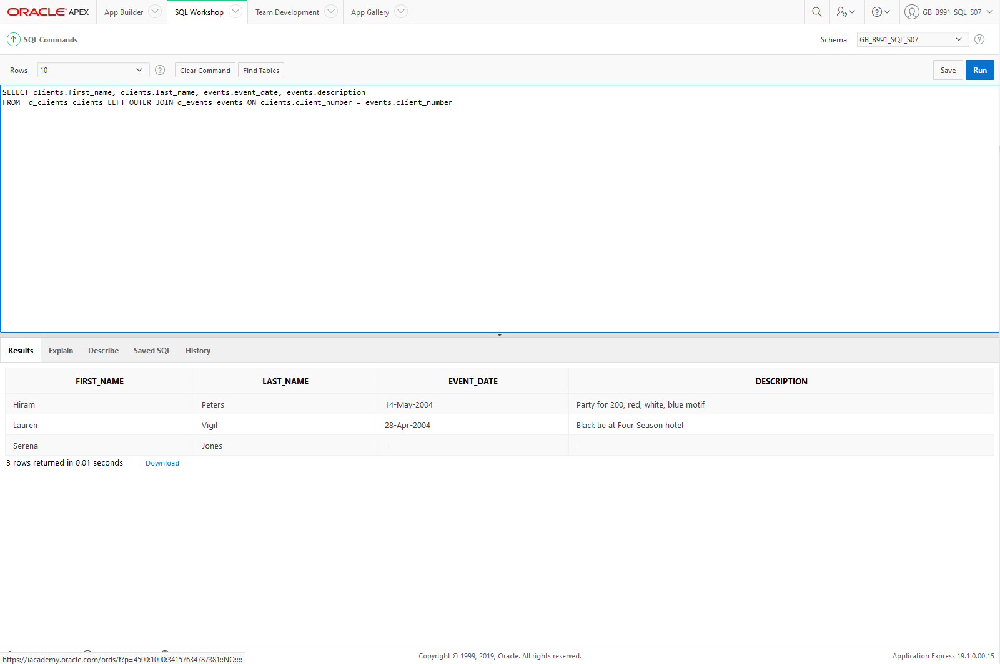 ORACLE APEX App Builder SQL Workshop Team Development App Gallery GB_B991_SQL_S07
SQL Commands Schema GB_B991_SQL_S07
Rows 10 Clear Command Find Tables Save Run
SELECT clients.first_name, clients.last_name, events.event_date, events.description
FROM  d_clients clients LEFT OUTER JOIN d_events events ON clients.client_number = events.client_number
Results Explain Describe Saved SQL History
FIRST_NAME LAST_NAME EVENT_DATE DESCRIPTION
Hiram Peters 14-May-2004 Party for 200, red, white, blue motif
Lauren Vigil 28-Apr-2004 Black tie at Four Season hotel
Serena Jones - -
3 rows returned in 0.01 seconds Download
https://iacademy.oracle.com/ords/f?p=4500:1000:34157634787381::NO:::: Copyright © 1999, 2019, Oracle. All rights reserved. Application Express 19.1.0.00.15